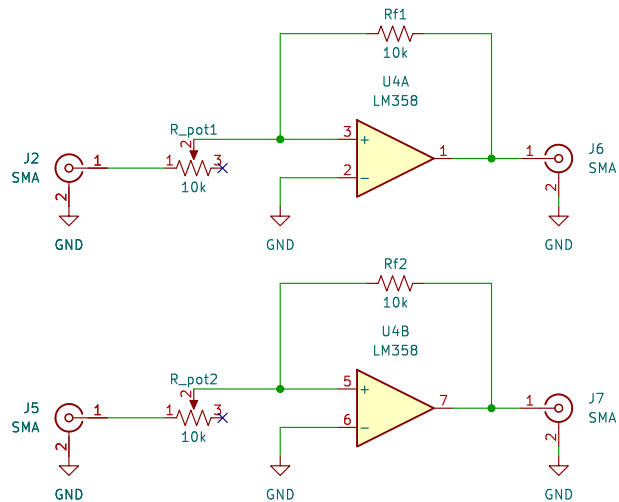 Rf1
10k
U4A
LM358
R_pot1
J2
SMA
1
2
1
2
3
10k
3
+
2
−
1
1
2
J6
SMA
GND
GND
GND
Rf2
10k
U4B
LM358
R_pot2
J5
SMA
1
2
1
2
3
10k
5
+
6
−
7
1
2
J7
SMA
GND
GND
GND